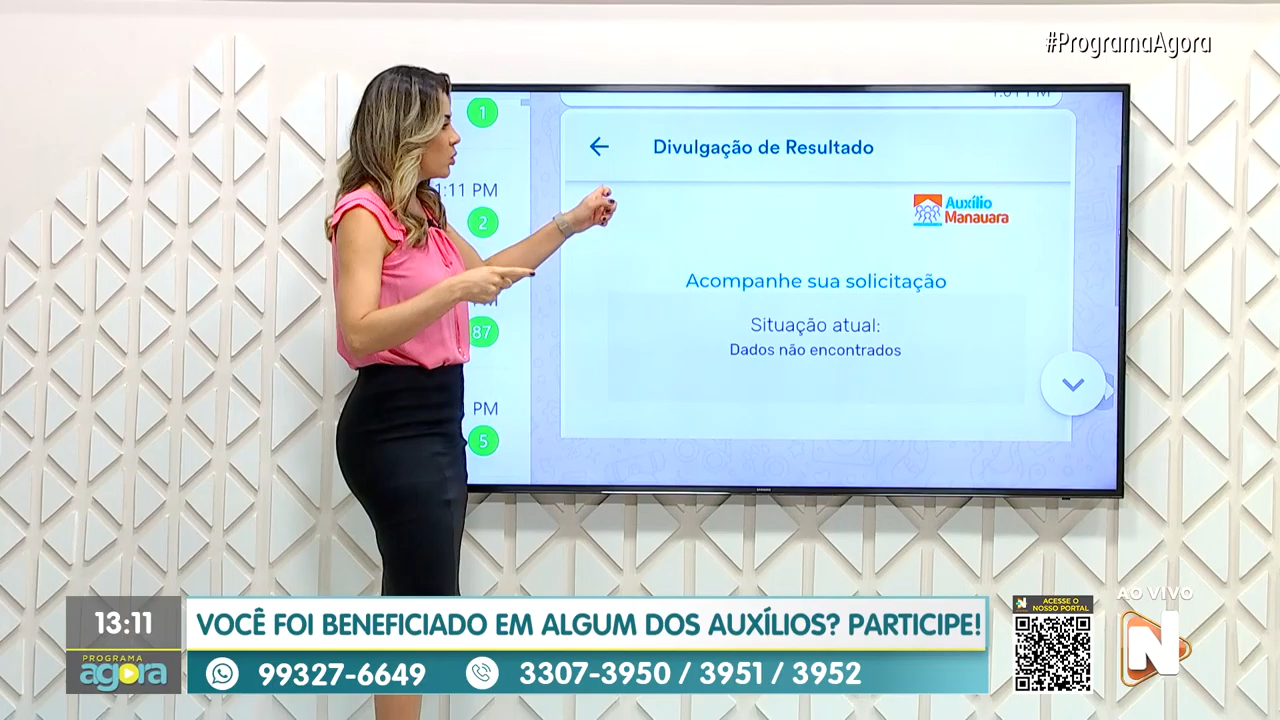 #ProgramaAgora
1
1:11 PM
2
87
PM
5
Divulgação de Resultado
Auxílio
Manauara
Acompanhe sua solicitação
Situação atual:
Dados não encontrados
13:11
PROGRAMA
agora
VOCÊ FOI BENEFICIADO EM ALGUM DOS AUXÍLIOS? PARTICIPE!
99327-6649
3307-3950 / 3951 / 3952
ACESSE O
NOSSO PORTAL
AO VIVO
N